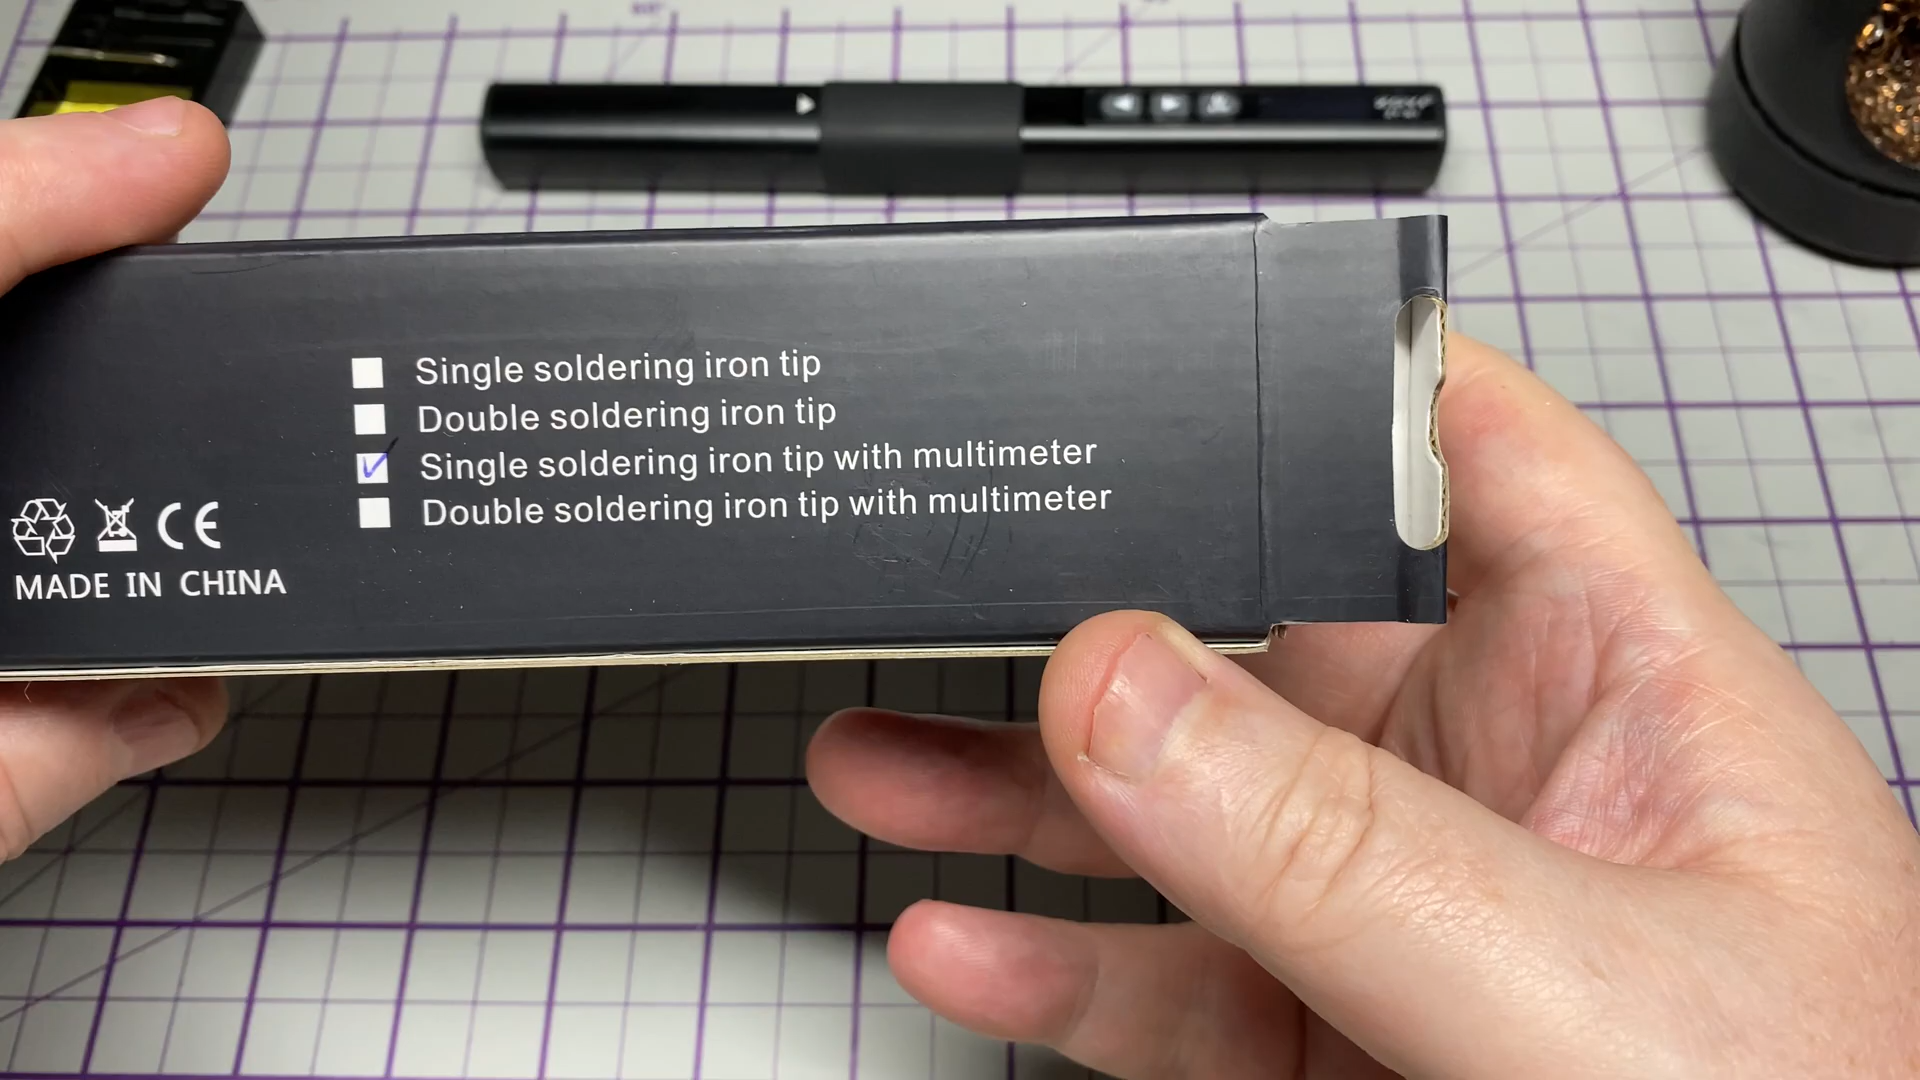 Single soldering iron tip
Double soldering iron tip
Single soldering iron tip with multimeter
Double soldering iron tip with multimeter
CE
MADE IN CHINA